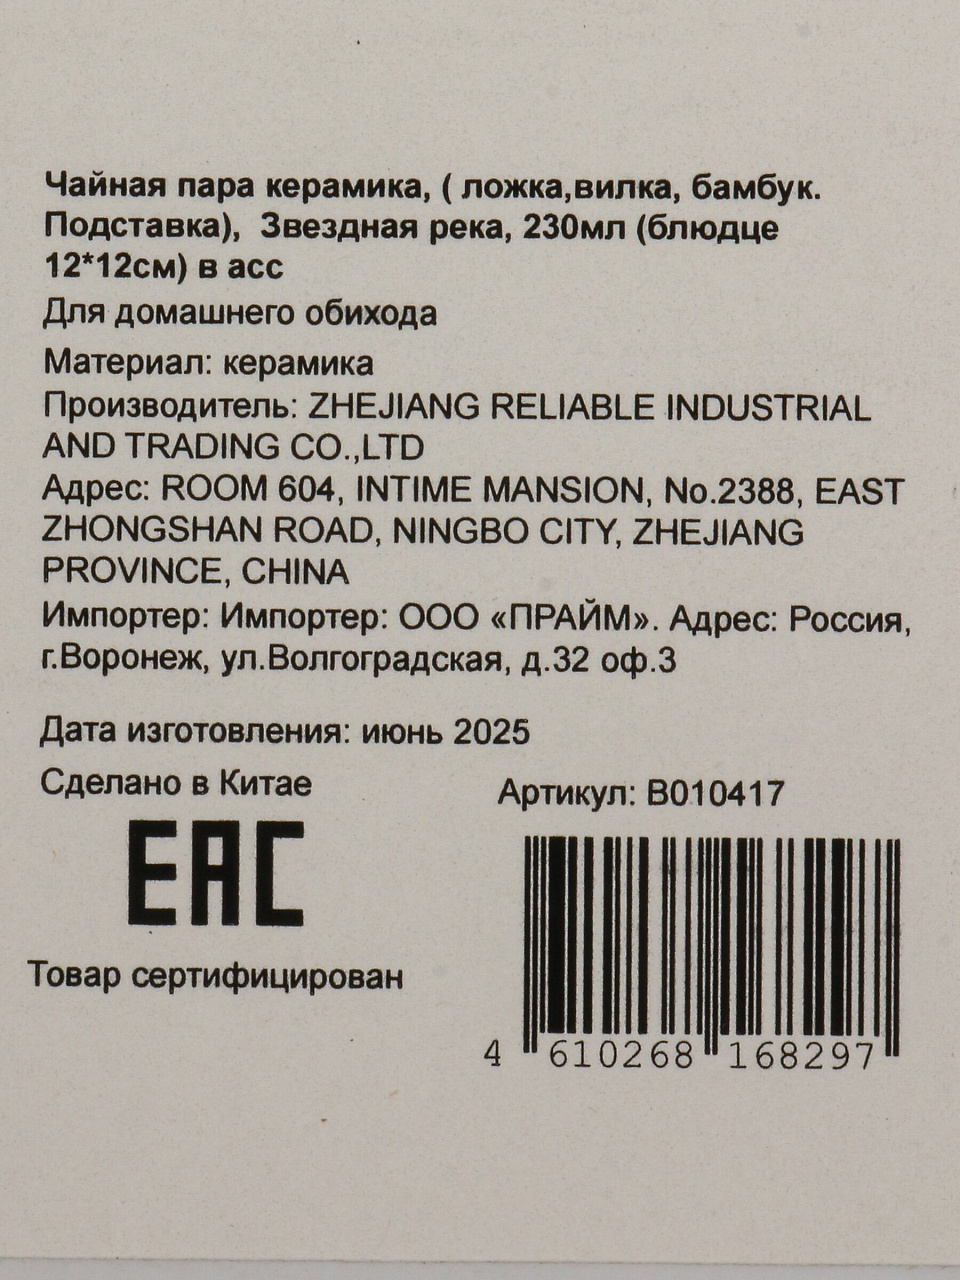 Чайная пара керамика, ( ложка,вилка, бамбук.
Подставка), Звездная река, 230мл (блюдце
12*12см) в асс
Для домашнего обихода
Материал: керамика
Производитель: ZHEJIANG RELIABLE INDUSTRIAL
AND TRADING CO.,LTD
Адрес: ROOM 604, INTIME MANSION, No.2388, EAST
ZHONGSHAN ROAD, NINGBO CITY, ZHEJIANG
PROVINCE, CHINA
Импортер: Импортер: ООО «ПРАЙМ». Адрес: Россия,
г.Воронеж, ул.Волгоградская, д.32 оф.3
Дата изготовления: июнь 2025
Сделано в Китае
Артикул: B010417
EAC
Товар сертифицирован
4 610268 168297